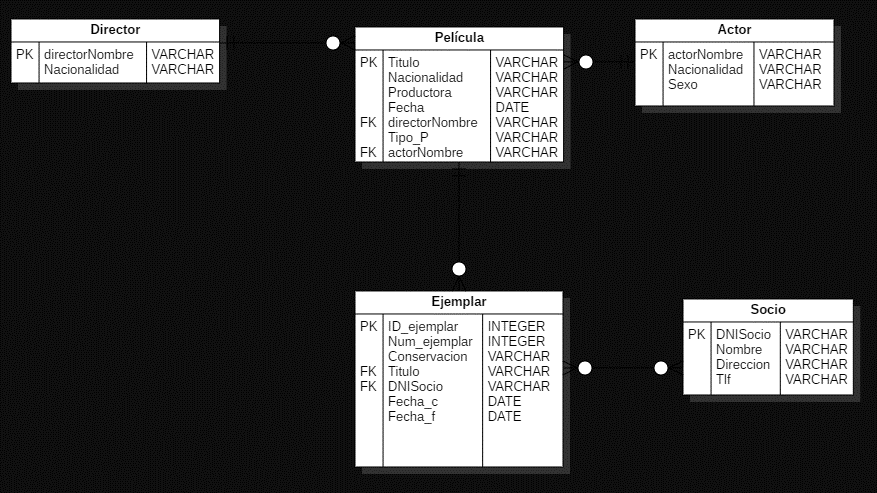 Director
PK directorNombre VARCHAR
Nacionalidad VARCHAR
Película
PK Titulo VARCHAR
Nacionalidad VARCHAR
Productora VARCHAR
Fecha DATE
FK directorNombre VARCHAR
Tipo_P VARCHAR
FK actorNombre VARCHAR
Actor
PK actorNombre VARCHAR
Nacionalidad VARCHAR
Sexo VARCHAR
Ejemplar
PK ID_ejemplar INTEGER
Num_ejemplar INTEGER
Conservacion VARCHAR
FK Titulo VARCHAR
FK DNISocio VARCHAR
Fecha_c DATE
Fecha_f DATE
Socio
PK DNISocio VARCHAR
Nombre VARCHAR
Direccion VARCHAR
Tlf VARCHAR